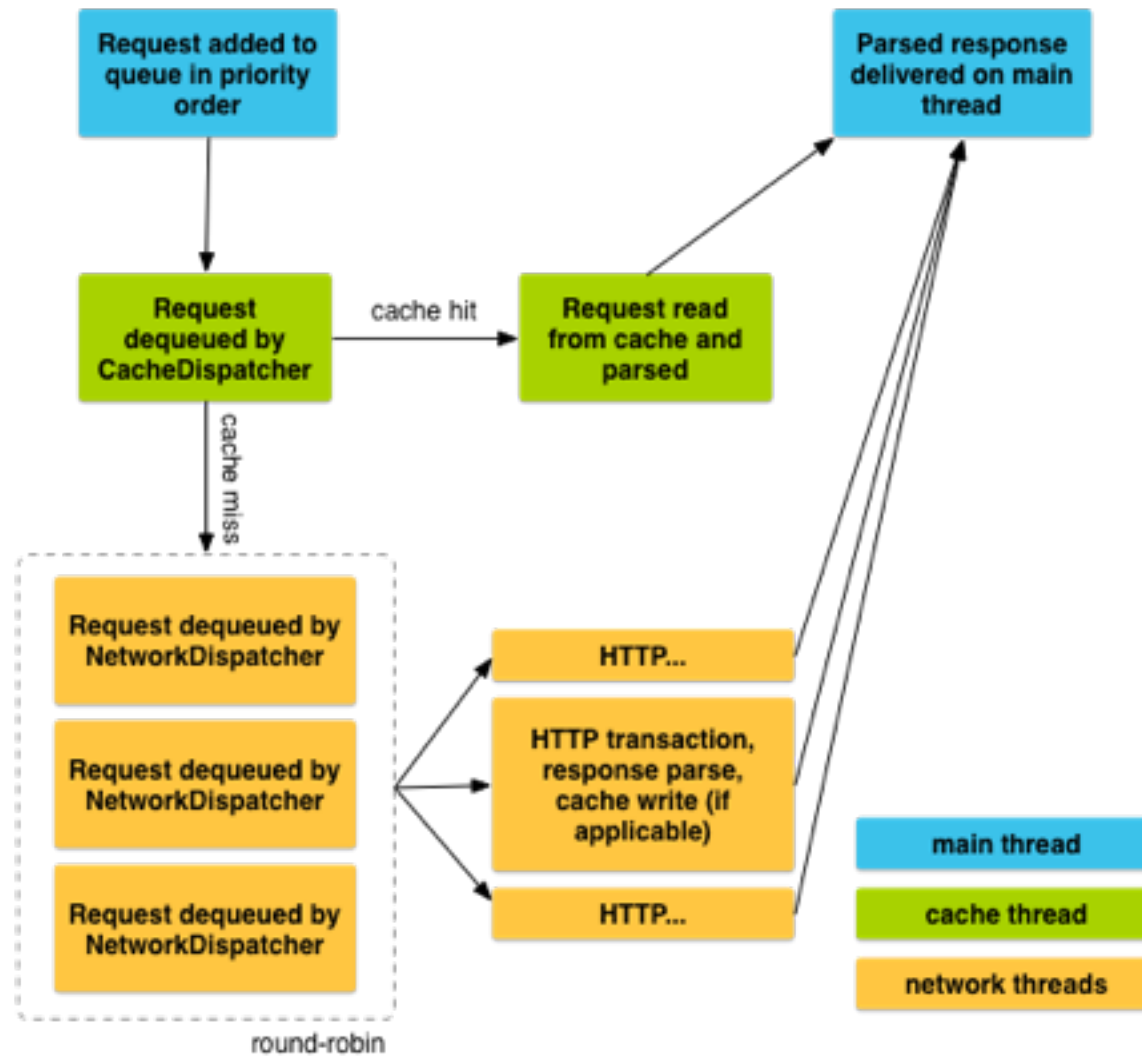 Request added to
queue in priority
order
Parsed response
delivered on main
thread
Request
dequeued by
CacheDispatcher
cache hit
Request read
from cache and
parsed
cache miss
Request dequeued by
NetworkDispatcher
Request dequeued by
NetworkDispatcher
Request dequeued by
NetworkDispatcher
round-robin
HTTP...
HTTP transaction,
response parse,
cache write (if
applicable)
HTTP...
main thread
cache thread
network threads